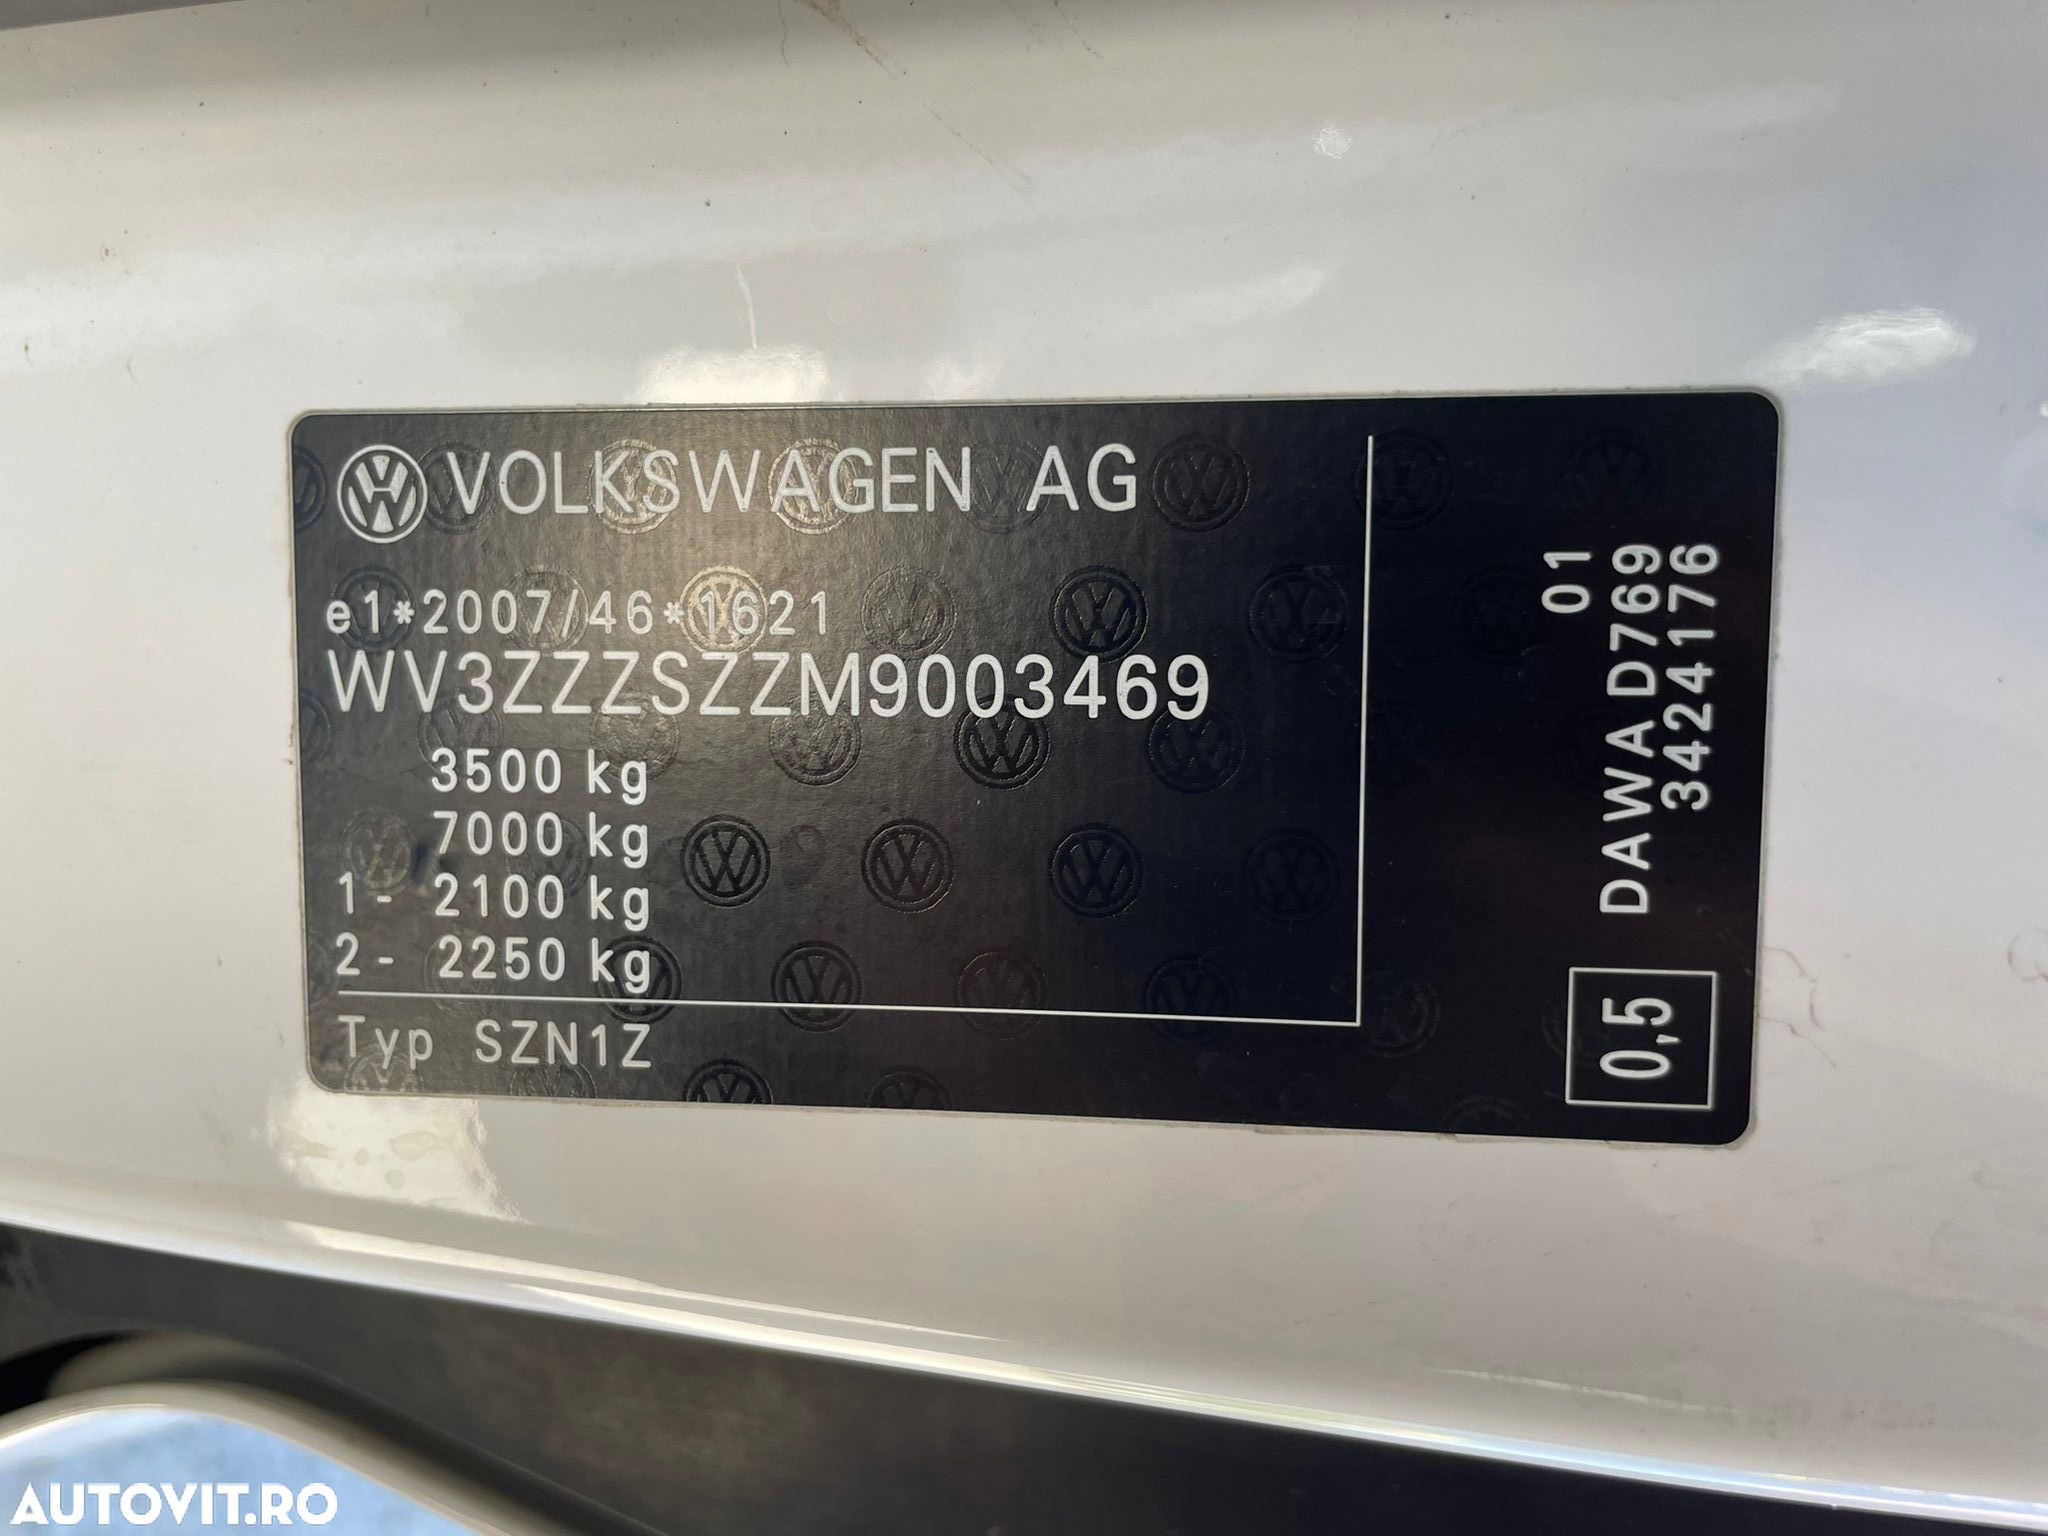 VOLKSWAGEN AG
e1*2007/46*1621
WV3ZZZSZZM9003469
3500 kg
7000 kg
1- 2100 kg
2- 2250 kg
Typ SZN1Z
01
DAWA D769
3424176
0,5
AUTOVIT.RO